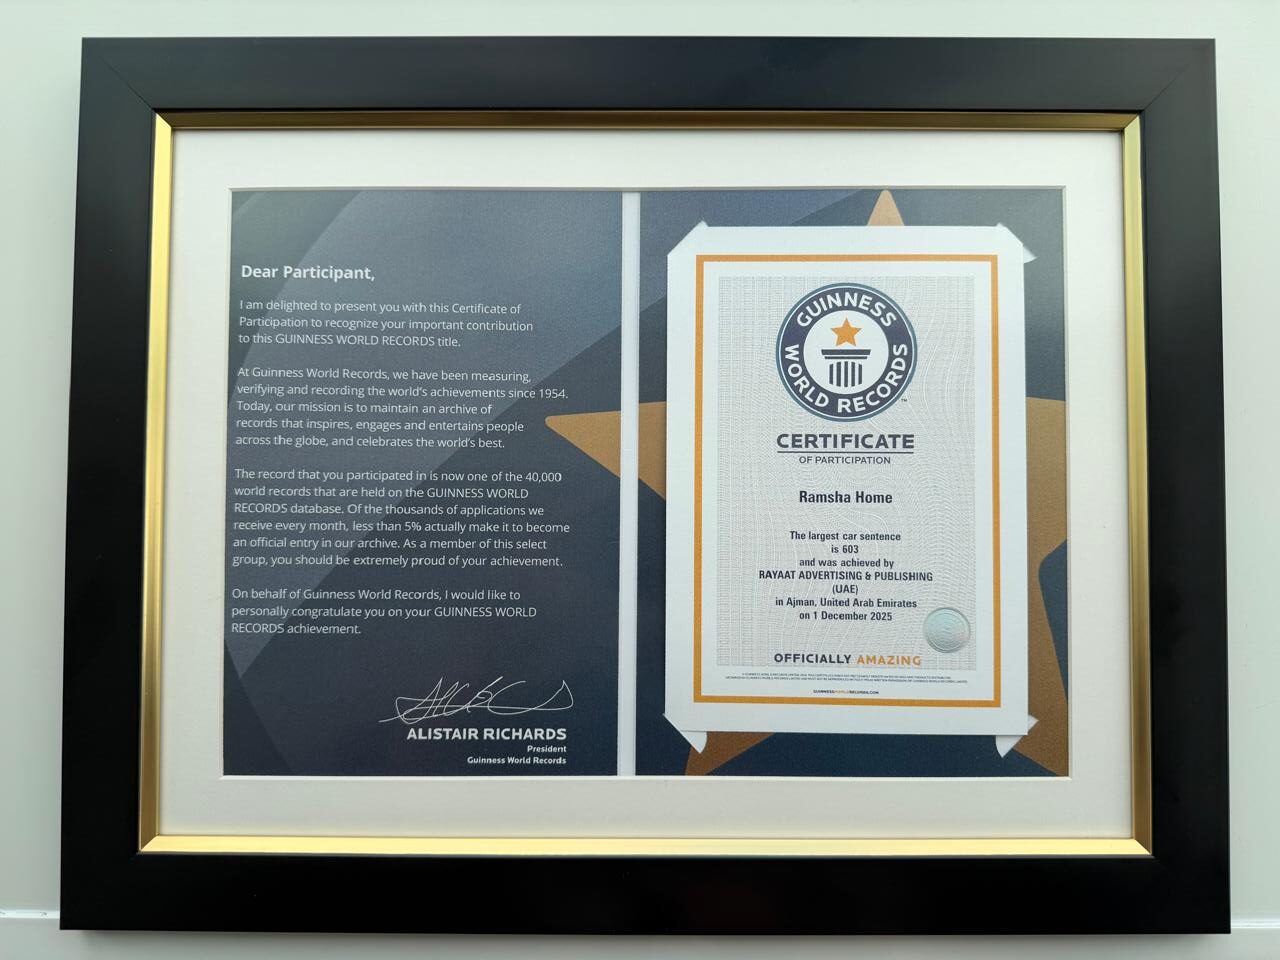 Dear Participant,
I am delighted to present you with this Certificate of
Participation to recognize your important contribution
to this GUINNESS WORLD RECORDS title.
At Guinness World Records, we have been measuring,
verifying and recording the world's achievements since 1954.
Today, our mission is to maintain an archive of
records that inspires, engages and entertains people
across the globe, and celebrates the world's best.
The record that you participated in is now one of the 40,000
world records that are held on the GUINNESS WORLD
RECORDS database. Of the thousands of applications we
receive every month, less than 5% actually make it to become
an official entry in our archive. As a member of this select
group, you should be extremely proud of your achievement.
On behalf of Guinness World Records, I would like to
personally congratulate you on your GUINNESS WORLD
RECORDS achievement.
ALISTAIR RICHARDS
President
Guinness World Records
GUINNESS
WORLD RECORDS
TM
CERTIFICATE
OF PARTICIPATION
Ramsha Home
The largest car sentence
is 603
and was achieved by
RAYAAT ADVERTISING & PUBLISHING
(UAE)
in Ajman, United Arab Emirates
on 1 December 2025
OFFICIALLY AMAZING
GUINNESSWORLDRECORDS.COM